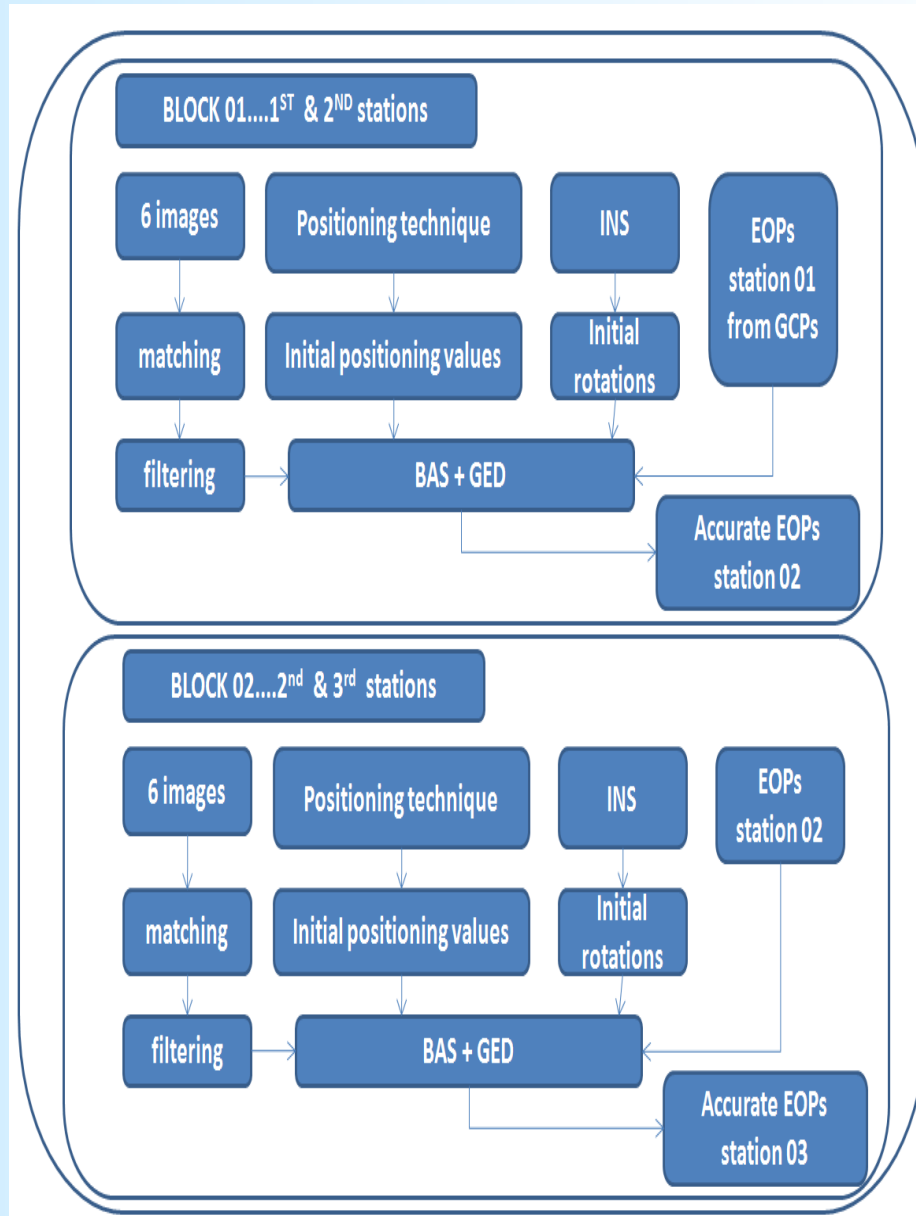 BLOCK 01....1ST & 2ND stations
6 images
Positioning technique
INS
EOPs
station 01
from GCPs
matching
Initial positioning values
Initial
rotations
filtering
BAS + GED
Accurate EOPs
station 02
BLOCK 02....2nd & 3rd stations
6 images
Positioning technique
INS
EOPs
station 02
matching
Initial positioning values
Initial
rotations
filtering
BAS + GED
Accurate EOPs
station 03